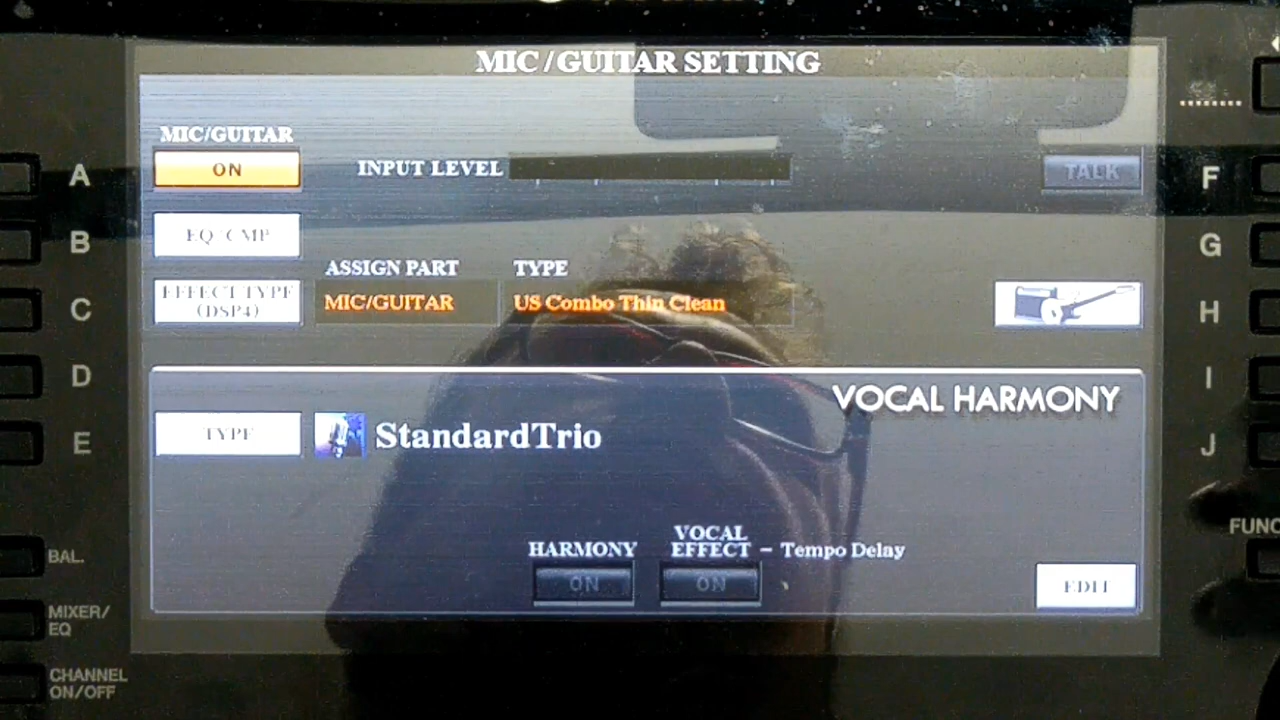 MIC/GUITAR SETTING
MIC/GUITAR
A
ON
INPUT LEVEL
TALK
F
B
EQ/CMP
G
ASSIGN PART
TYPE
C
EFFECT TYPE
(DSP4)
MIC/GUITAR
US Combo Thin Clean
H
D
I
VOCAL HARMONY
E
TYPE
StandardTrio
J
BAL.
HARMONY
VOCAL
EFFECT – Tempo Delay
ON
ON
EDIT
MIXER/
EQ
CHANNEL
ON/OFF
FUNC